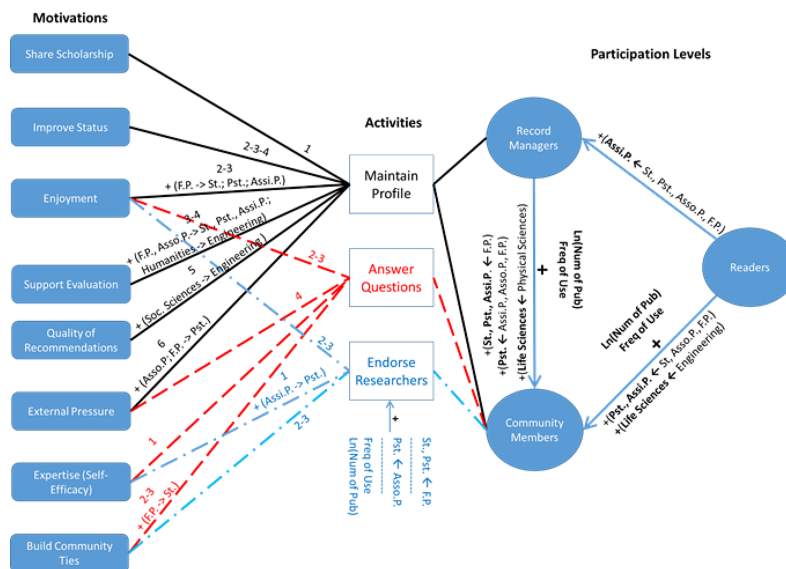 Motivations
Share Scholarship
Improve Status
Enjoyment
Support Evaluation
Quality of
Recommendations
External Pressure
Expertise (Self-
Efficacy)
Build Community
Ties
1
2-3-4
2-3
+ (F.P. -> St.; Pst.; Assi.P.)
3-4
+ (F.P., Asso.P.-> St., Pst., Assi.P.;
Humanities -> Engineering)
5
+ (Soc. Sciences -> Engineering)
6
+ (Asso.P.; F.P. -> Pst.)
2-3
4
2-3
1
+ (Assi.P. -> Pst.)
1
2-3
2-3
+ (F.P. -> St.)
Activities
Maintain
Profile
Answer
Questions
Endorse
Researchers
+
Ln(Num of Pub)
Freq of Use
Pst. ← Asso.P.
St., Pst. ← F.P.
Participation Levels
Record
Managers
Readers
Community
Members
+(Assi.P. ← St., Pst., Asso.P., F.P.)
+(St., Pst., Assi.P. ← F.P.)
+(Pst. ← Assi.P., Asso.P., F.P.)
+(Life Sciences ← Physical Sciences)
+
Ln(Num of Pub)
Freq of Use
Ln(Num of Pub)
Freq of Use
+
+(Pst., Assi.P. ← St, Asso.P., F.P.)
+(Life Sciences ← Engineering)